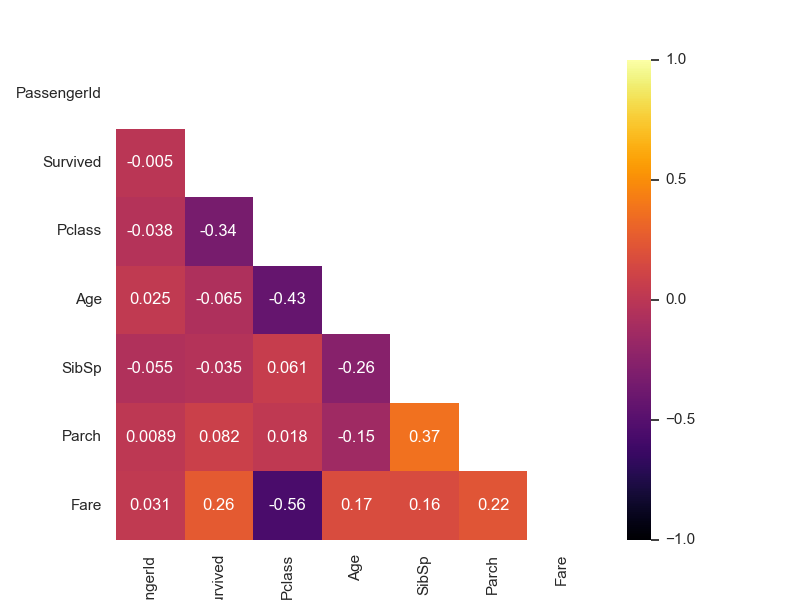 PassengerId
Survived -0.005
Pclass -0.038 -0.34
Age 0.025 -0.065 -0.43
SibSp -0.055 -0.035 0.061 -0.26
Parch 0.0089 0.082 0.018 -0.15 0.37
Fare 0.031 0.26 -0.56 0.17 0.16 0.22
ngerId
urvived
Pclass
Age
SibSp
Parch
Fare
1.0
0.5
0.0
−0.5
−1.0